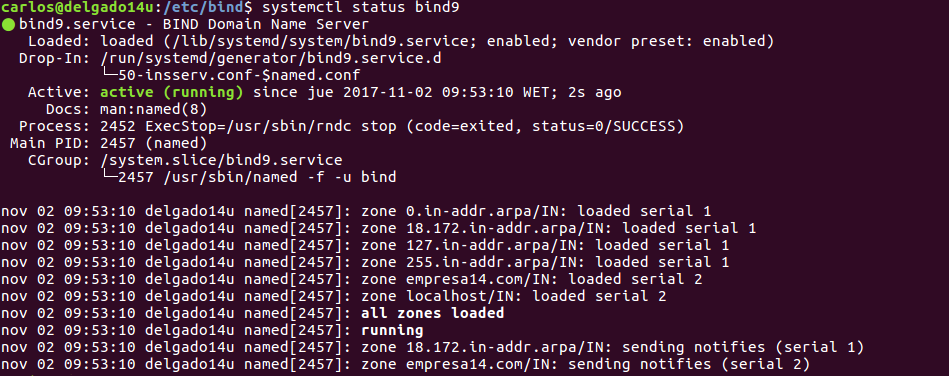 carlos@delgado14u:/etc/bind$ systemctl status bind9
● bind9.service - BIND Domain Name Server
   Loaded: loaded (/lib/systemd/system/bind9.service; enabled; vendor preset: enabled)
  Drop-In: /run/systemd/generator/bind9.service.d
           └─50-insserv.conf-$named.conf
   Active: active (running) since jue 2017-11-02 09:53:10 WET; 2s ago
     Docs: man:named(8)
  Process: 2452 ExecStop=/usr/sbin/rndc stop (code=exited, status=0/SUCCESS)
 Main PID: 2457 (named)
   CGroup: /system.slice/bind9.service
           └─2457 /usr/sbin/named -f -u bind

nov 02 09:53:10 delgado14u named[2457]: zone 0.in-addr.arpa/IN: loaded serial 1
nov 02 09:53:10 delgado14u named[2457]: zone 18.172.in-addr.arpa/IN: loaded serial 1
nov 02 09:53:10 delgado14u named[2457]: zone 127.in-addr.arpa/IN: loaded serial 1
nov 02 09:53:10 delgado14u named[2457]: zone 255.in-addr.arpa/IN: loaded serial 1
nov 02 09:53:10 delgado14u named[2457]: zone empresa14.com/IN: loaded serial 2
nov 02 09:53:10 delgado14u named[2457]: zone localhost/IN: loaded serial 2
nov 02 09:53:10 delgado14u named[2457]: all zones loaded
nov 02 09:53:10 delgado14u named[2457]: running
nov 02 09:53:10 delgado14u named[2457]: zone 18.172.in-addr.arpa/IN: sending notifies (serial 1)
nov 02 09:53:10 delgado14u named[2457]: zone empresa14.com/IN: sending notifies (serial 2)